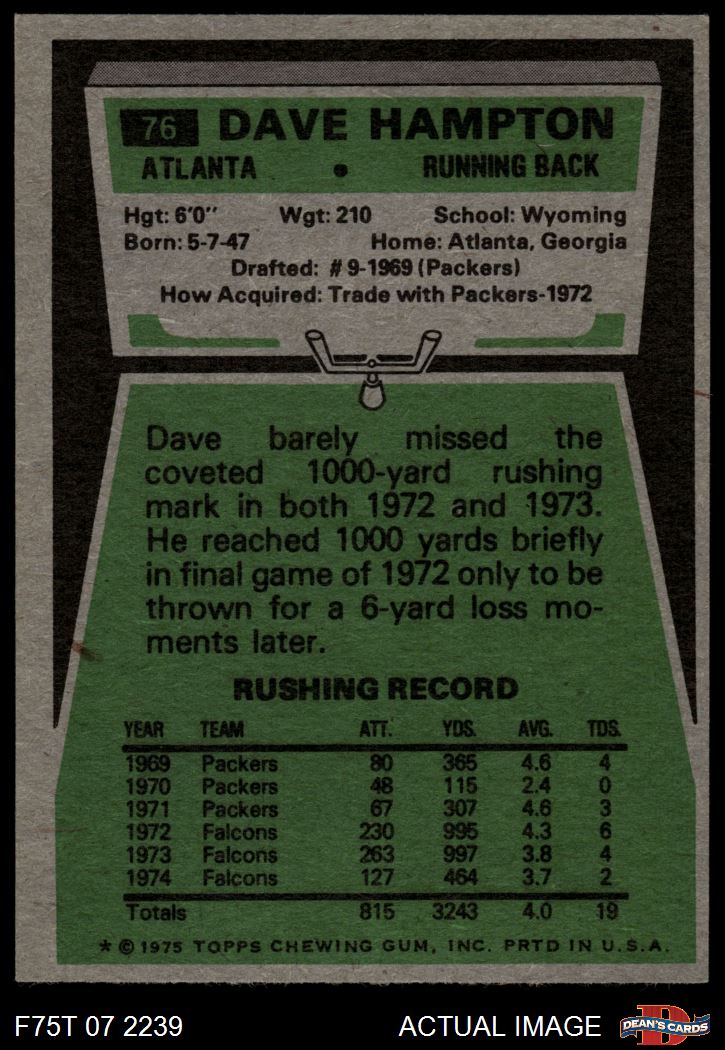 76 DAVE HAMPTON
ATLANTA • RUNNING BACK
Hgt: 6'0" Wgt: 210 School: Wyoming
Born: 5-7-47 Home: Atlanta, Georgia
Drafted: # 9-1969 (Packers)
How Acquired: Trade with Packers-1972
Dave barely missed the
coveted 1000-yard rushing
mark in both 1972 and 1973.
He reached 1000 yards briefly
in final game of 1972 only to be
thrown for a 6-yard loss mo-
ments later.
RUSHING RECORD
YEAR TEAM ATT. YDS. AVG. TDS.
1969 Packers 80 365 4.6 4
1970 Packers 48 115 2.4 0
1971 Packers 67 307 4.6 3
1972 Falcons 230 995 4.3 6
1973 Falcons 263 997 3.8 4
1974 Falcons 127 464 3.7 2
Totals 815 3243 4.0 19
* © 1975 TOPPS CHEWING GUM, INC. PRTD IN U.S.A.
F75T 07 2239 ACTUAL IMAGE D DEAN'S CARDS